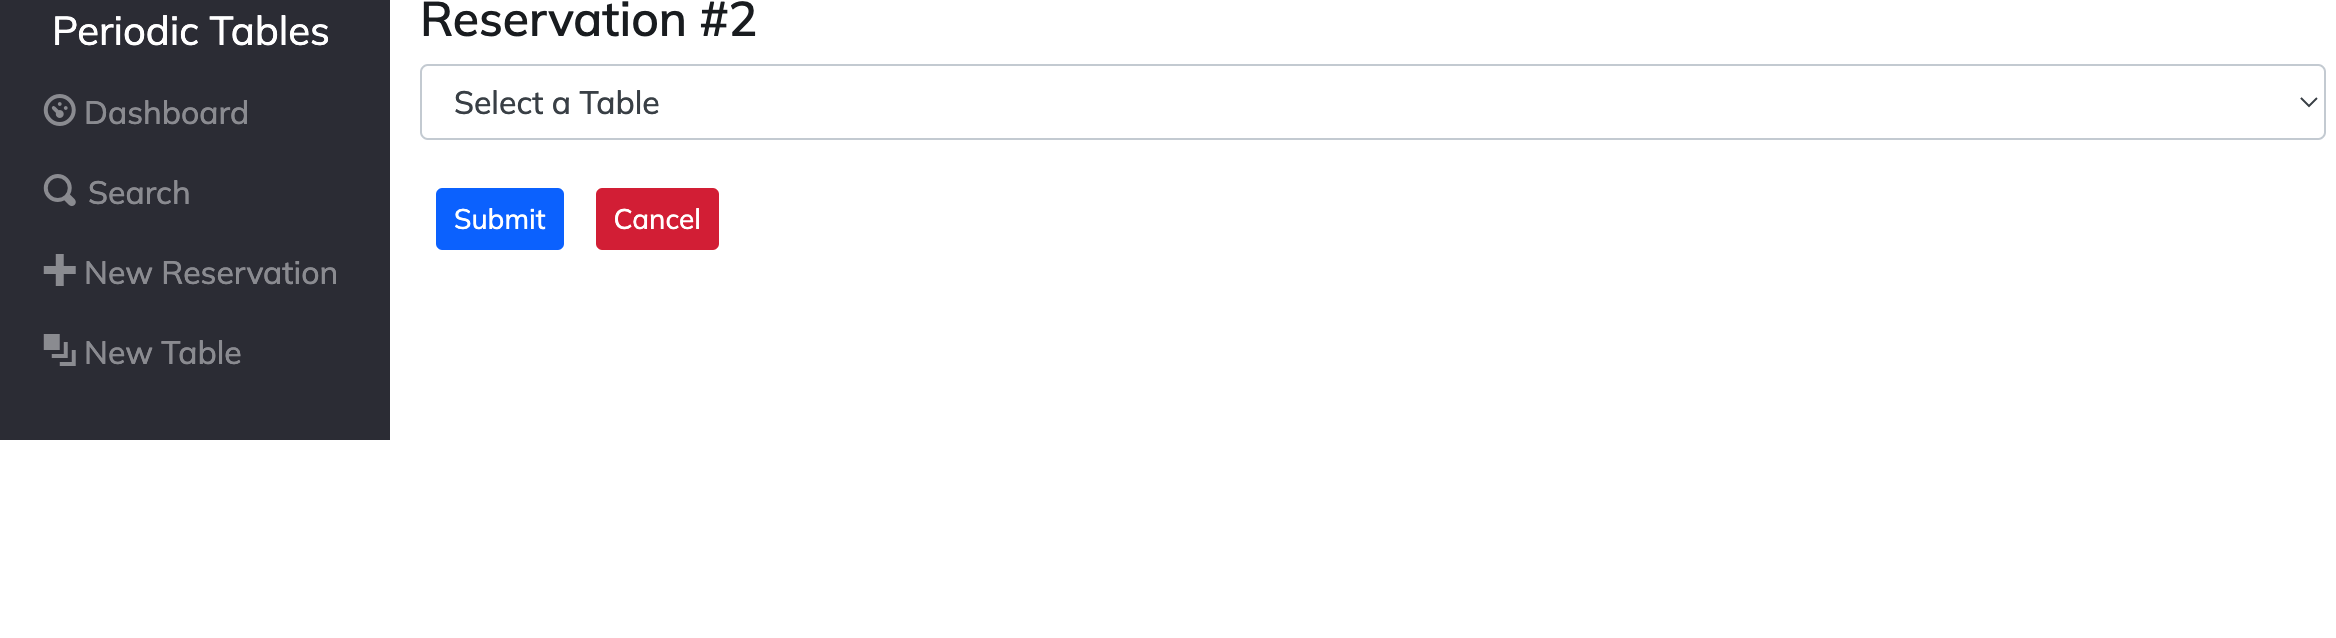 Periodic Tables
Dashboard
Search
New Reservation
New Table
Reservation #2
Select a Table
Submit
Cancel